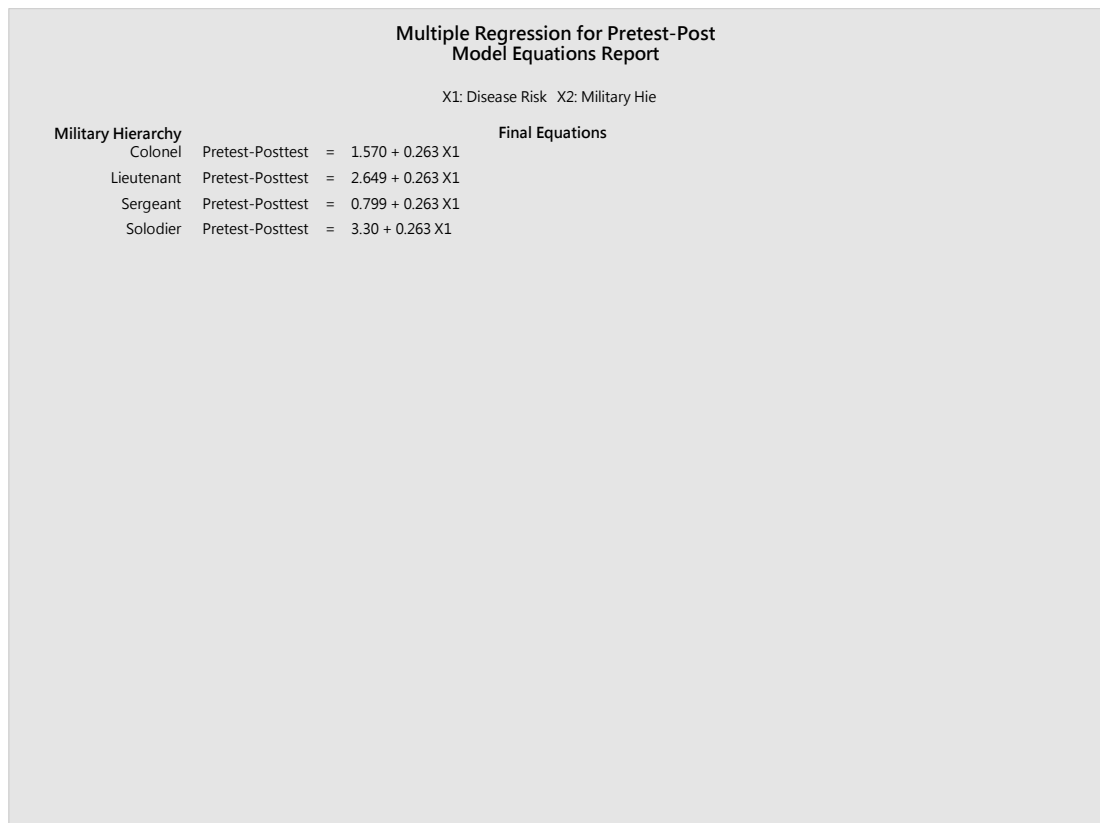 Multiple Regression for Pretest-Post
Model Equations Report
X1: Disease Risk X2: Military Hie
Military Hierarchy Final Equations
Colonel Pretest-Posttest = 1.570 + 0.263 X1
Lieutenant Pretest-Posttest = 2.649 + 0.263 X1
Sergeant Pretest-Posttest = 0.799 + 0.263 X1
Solodier Pretest-Posttest = 3.30 + 0.263 X1